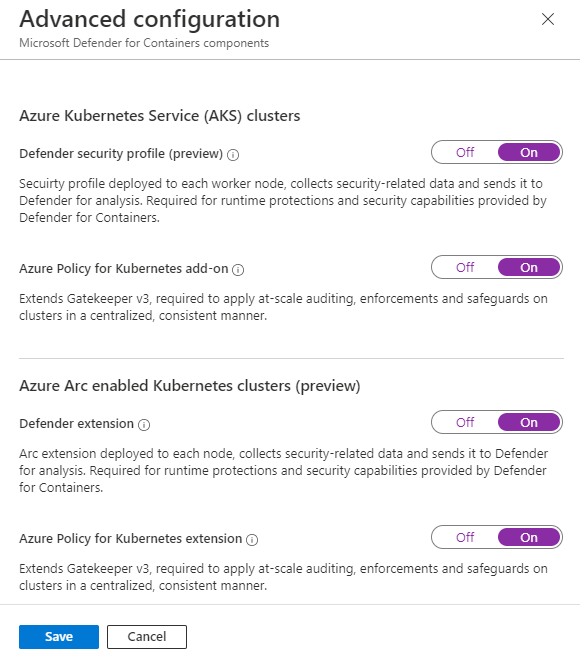 Advanced configuration
Microsoft Defender for Containers components
Azure Kubernetes Service (AKS) clusters
Defender security profile (preview)
Off On
Secuirty profile deployed to each worker node, collects security-related data and sends it to
Defender for analysis. Required for runtime protections and security capabilities provided by
Defender for Containers.
Azure Policy for Kubernetes add-on
Off On
Extends Gatekeeper v3, required to apply at-scale auditing, enforcements and safeguards on
clusters in a centralized, consistent manner.
Azure Arc enabled Kubernetes clusters (preview)
Defender extension
Off On
Arc extension deployed to each node, collects security-related data and sends it to Defender
for analysis. Required for runtime protections and security capabilities provided by Defender
for Containers.
Azure Policy for Kubernetes extension
Off On
Extends Gatekeeper v3, required to apply at-scale auditing, enforcements and safeguards on
clusters in a centralized, consistent manner.
Save Cancel